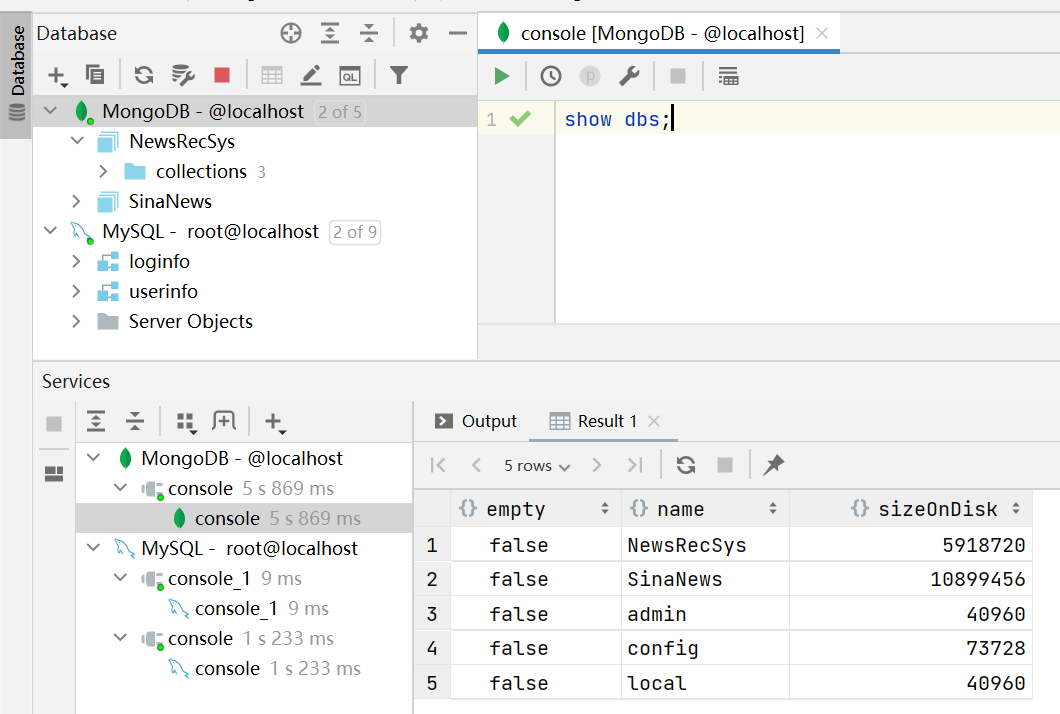 Database
Database
console [MongoDB - @localhost]
MongoDB - @localhost 2 of 5
1 show dbs;
NewsRecSys
collections 3
SinaNews
MySQL - root@localhost 2 of 9
loginfo
userinfo
Server Objects
Services
Output Result 1
MongoDB - @localhost
5 rows
console 5 s 869 ms
console 5 s 869 ms
MySQL - root@localhost
console_1 9 ms
console_1 9 ms
console 1 s 233 ms
console 1 s 233 ms
{} empty {} name {} sizeOnDisk
1 false NewsRecSys 5918720
2 false SinaNews 10899456
3 false admin 40960
4 false config 73728
5 false local 40960